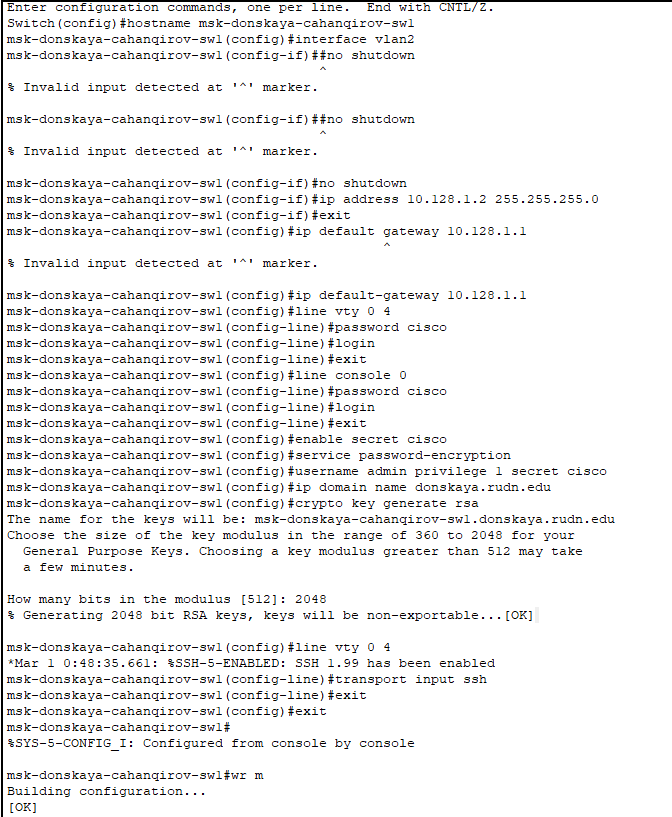 Enter configuration commands, one per line.  End with CNTL/Z.
Switch(config)#hostname msk-donskaya-cahanqirov-sw1
msk-donskaya-cahanqirov-sw1(config)#interface vlan2
msk-donskaya-cahanqirov-sw1(config-if)##no shutdown
^
% Invalid input detected at '^' marker.
msk-donskaya-cahanqirov-sw1(config-if)##no shutdown
^
% Invalid input detected at '^' marker.
msk-donskaya-cahanqirov-sw1(config-if)#no shutdown
msk-donskaya-cahanqirov-sw1(config-if)#ip address 10.128.1.2 255.255.255.0
msk-donskaya-cahanqirov-sw1(config-if)#exit
msk-donskaya-cahanqirov-sw1(config)#ip default gateway 10.128.1.1
^
% Invalid input detected at '^' marker.
msk-donskaya-cahanqirov-sw1(config)#ip default-gateway 10.128.1.1
msk-donskaya-cahanqirov-sw1(config)#line vty 0 4
msk-donskaya-cahanqirov-sw1(config-line)#password cisco
msk-donskaya-cahanqirov-sw1(config-line)#login
msk-donskaya-cahanqirov-sw1(config-line)#exit
msk-donskaya-cahanqirov-sw1(config)#line console 0
msk-donskaya-cahanqirov-sw1(config-line)#password cisco
msk-donskaya-cahanqirov-sw1(config-line)#login
msk-donskaya-cahanqirov-sw1(config-line)#exit
msk-donskaya-cahanqirov-sw1(config)#enable secret cisco
msk-donskaya-cahanqirov-sw1(config)#service password-encryption
msk-donskaya-cahanqirov-sw1(config)#username admin privilege 1 secret cisco
msk-donskaya-cahanqirov-sw1(config)#ip domain name donskaya.rudn.edu
msk-donskaya-cahanqirov-sw1(config)#crypto key generate rsa
The name for the keys will be: msk-donskaya-cahanqirov-sw1.donskaya.rudn.edu
Choose the size of the key modulus in the range of 360 to 2048 for your
General Purpose Keys. Choosing a key modulus greater than 512 may take
a few minutes.
How many bits in the modulus [512]: 2048
% Generating 2048 bit RSA keys, keys will be non-exportable...[OK]
msk-donskaya-cahanqirov-sw1(config)#line vty 0 4
*Mar 1 0:48:35.661: %SSH-5-ENABLED: SSH 1.99 has been enabled
msk-donskaya-cahanqirov-sw1(config-line)#transport input ssh
msk-donskaya-cahanqirov-sw1(config-line)#exit
msk-donskaya-cahanqirov-sw1(config)#exit
msk-donskaya-cahanqirov-sw1#
%SYS-5-CONFIG_I: Configured from console by console
msk-donskaya-cahanqirov-sw1#wr m
Building configuration...
[OK]